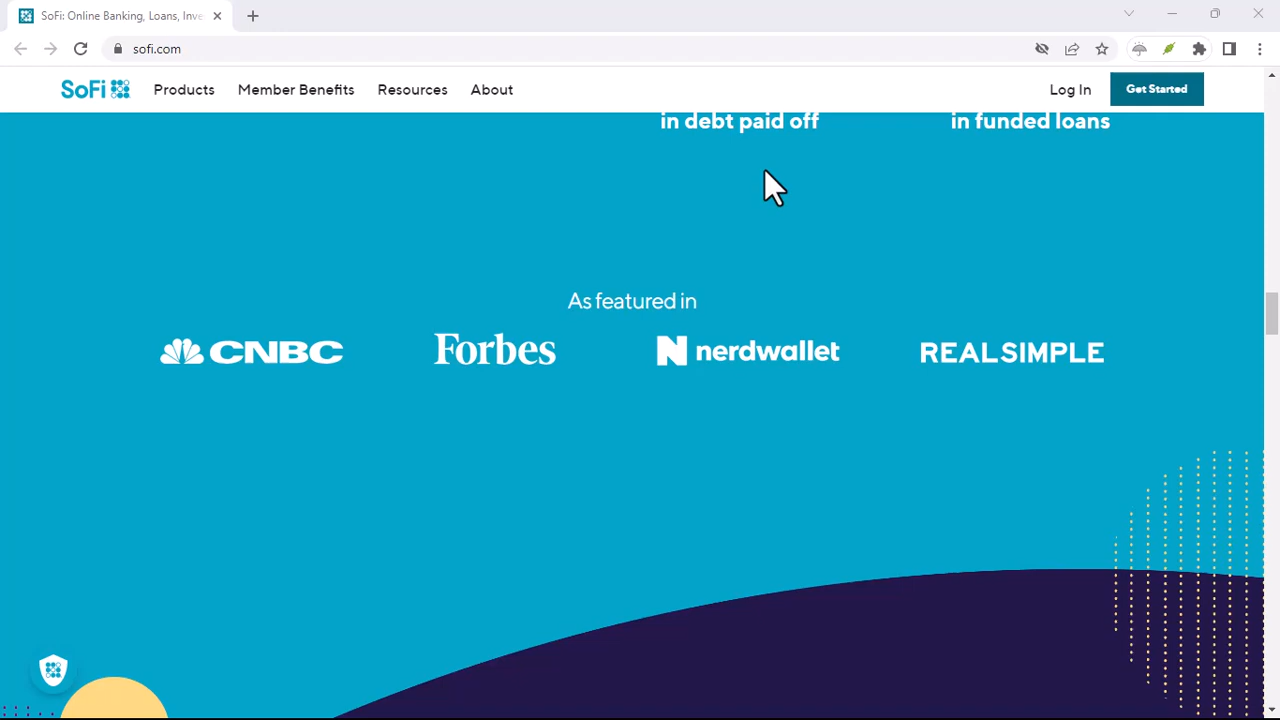 SoFi: Online Banking, Loans, Inve
sofi.com
SoFi Products Member Benefits Resources About Log In Get Started
in debt paid off in funded loans
As featured in
CNBC Forbes nerdwallet REALSIMPLE